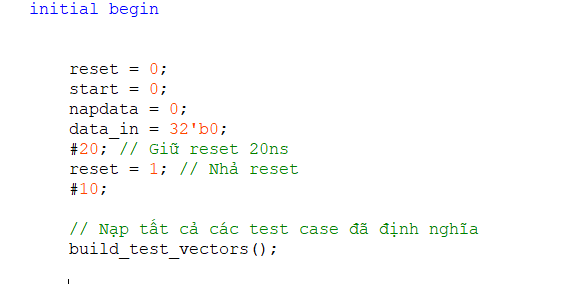 initial begin
reset = 0;
start = 0;
napdata = 0;
data_in = 32'b0;
#20; // Giữ reset 20ns
reset = 1; // Nhả reset
#10;
// Nạp tất cả các test case đã định nghĩa
build_test_vectors();